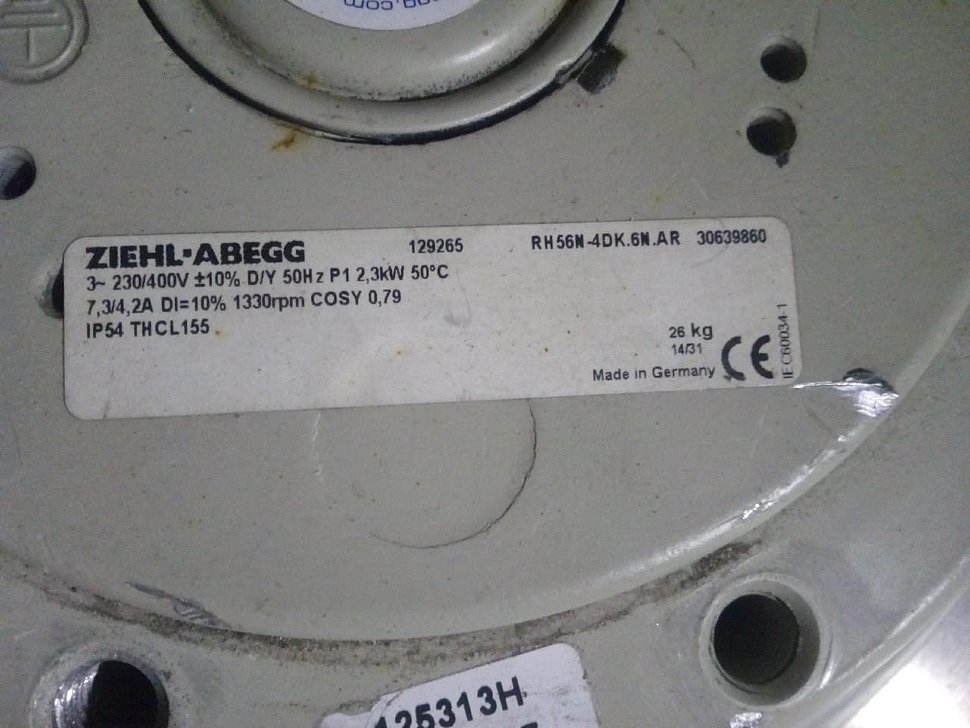 ZIEHL-ABEGG 129265 RH56N-4DK.6N.AR 30639860
3~ 230/400V ±10% D/Y 50Hz P1 2,3kW 50°C
7,3/4,2A DI=10% 1330rpm COSY 0,79
IP54 THCL155
26 kg
14/31
Made in Germany CE
IEC60034-1
125313H